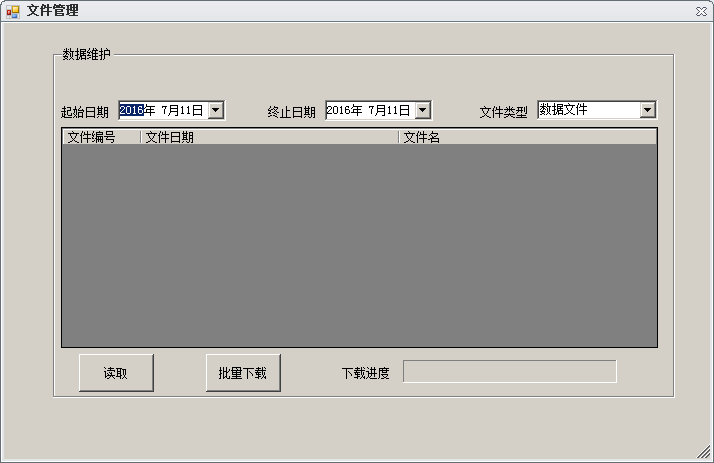 文件管理
数据维护
起始日期 2016年 7月11日 终止日期 2016年 7月11日 文件类型 数据文件
文件编号 文件日期 文件名
读取 批量下载 下载进度